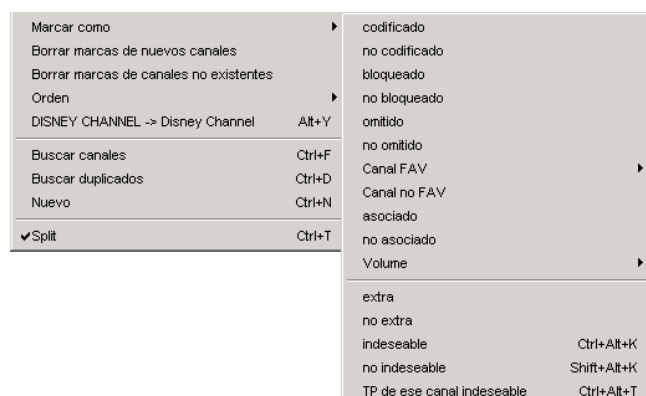 Marcar como
Borrar marcas de nuevos canales
Borrar marcas de canales no existentes
Orden
DISNEY CHANNEL -> Disney Channel Alt+Y
Buscar canales Ctrl+F
Buscar duplicados Ctrl+D
Nuevo Ctrl+N
Split Ctrl+T
codificado
no codificado
bloqueado
no bloqueado
omitido
no omitido
Canal FAV
Canal no FAV
asociado
no asociado
Volume
extra
no extra
indeseable Ctrl+Alt+K
no indeseable Shift+Alt+K
TP de ese canal indeseable Ctrl+Alt+T